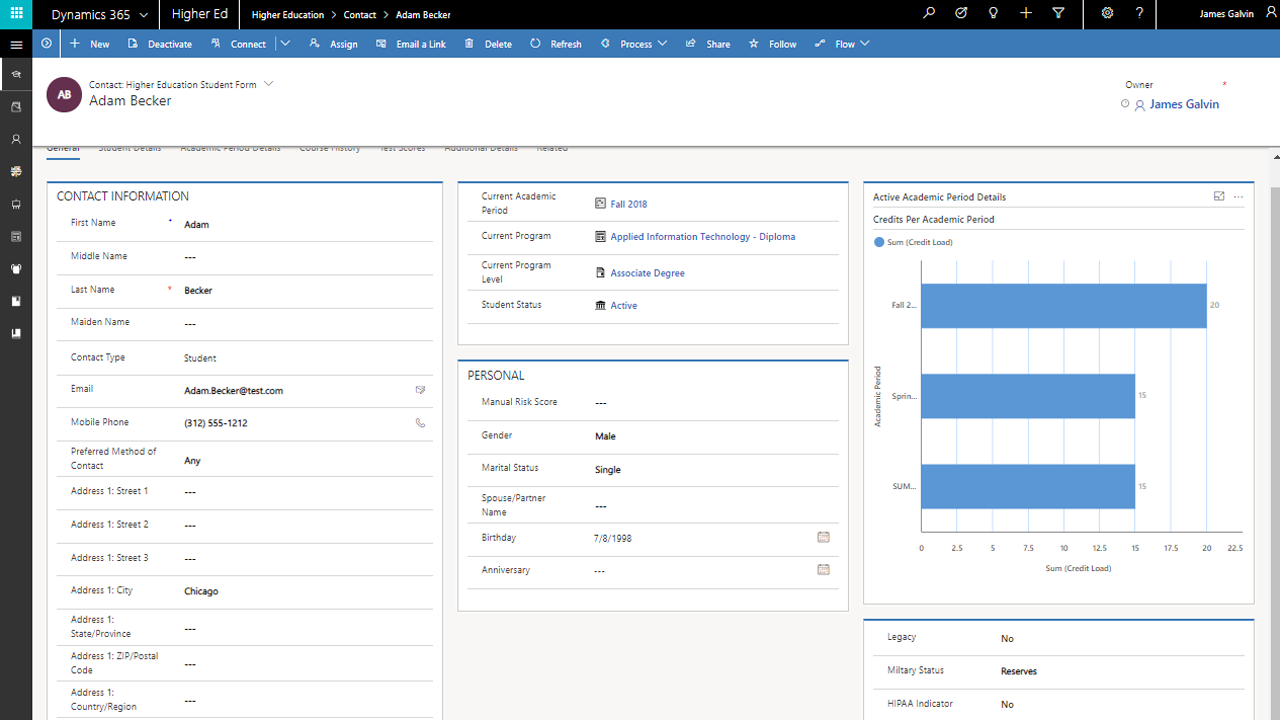 Dynamics 365
Higher Ed
Higher Education > Contact > Adam Becker
James Galvin
New
Deactivate
Connect
Assign
Email a Link
Delete
Refresh
Process
Share
Follow
Flow
AB
Contact: Higher Education Student Form
Adam Becker
Owner
*
James Galvin
General
Student Details
Academic Period Details
Course History
Test Scores
Additional Details
Related
CONTACT INFORMATION
First Name
Adam
Middle Name
---
Last Name
*
Becker
Maiden Name
---
Contact Type
Student
Email
Adam.Becker@test.com
Mobile Phone
(312) 555-1212
Preferred Method of
Contact
Any
Address 1: Street 1
---
Address 1: Street 2
---
Address 1: Street 3
---
Address 1: City
Chicago
Address 1:
State/Province
---
Address 1: ZIP/Postal
Code
---
Address 1:
Country/Region
---
Current Academic
Period
Fall 2018
Current Program
Applied Information Technology - Diploma
Current Program
Level
Associate Degree
Student Status
Active
PERSONAL
Manual Risk Score
---
Gender
Male
Marital Status
Single
Spouse/Partner
Name
---
Birthday
7/8/1998
Anniversary
---
Active Academic Period Details
Credits Per Academic Period
Sum (Credit Load)
Academic Period
Fall 2...
20
Sprin...
15
SUM...
15
0 2.5 5 7.5 10 12.5 15 17.5 20 22.5
Sum (Credit Load)
Legacy
No
Miltary Status
Reserves
HIPAA Indicator
No